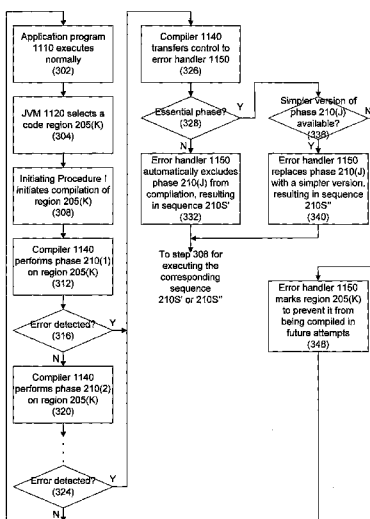 Application program
1110 executes
normally
(302)
JVM 1120 selects a
code region 205(K)
(304)
Initiating Procedure I
initiates compilation of
region 205(K)
(308)
Compiler 1140
performs phase 210(1)
on region 205(K)
(312)
Error detected?
(316)
Y
N
Compiler 1140
performs phase 210(2)
on region 205(K)
(320)
Error detected?
(324)
Y
N
Compiler 1140
transfers control to
error handler 1150
(326)
Essential phase?
(328)
Y
N
Error handler 1150
automatically excludes
phase 210(J) from
compilation, resulting
in sequence 210S'
(332)
Simpler version of
phase 210(J)
available?
(336)
N
Y
Error handler 1150
replaces phase 210(J)
with a simpler version,
resulting in sequence
210S"
(340)
To step 308 for
executing the
corresponding
sequence
210S' or 210S"
Error handler 1150
marks region 205(K)
to prevent it from
being compiled in
future attempts
(348)